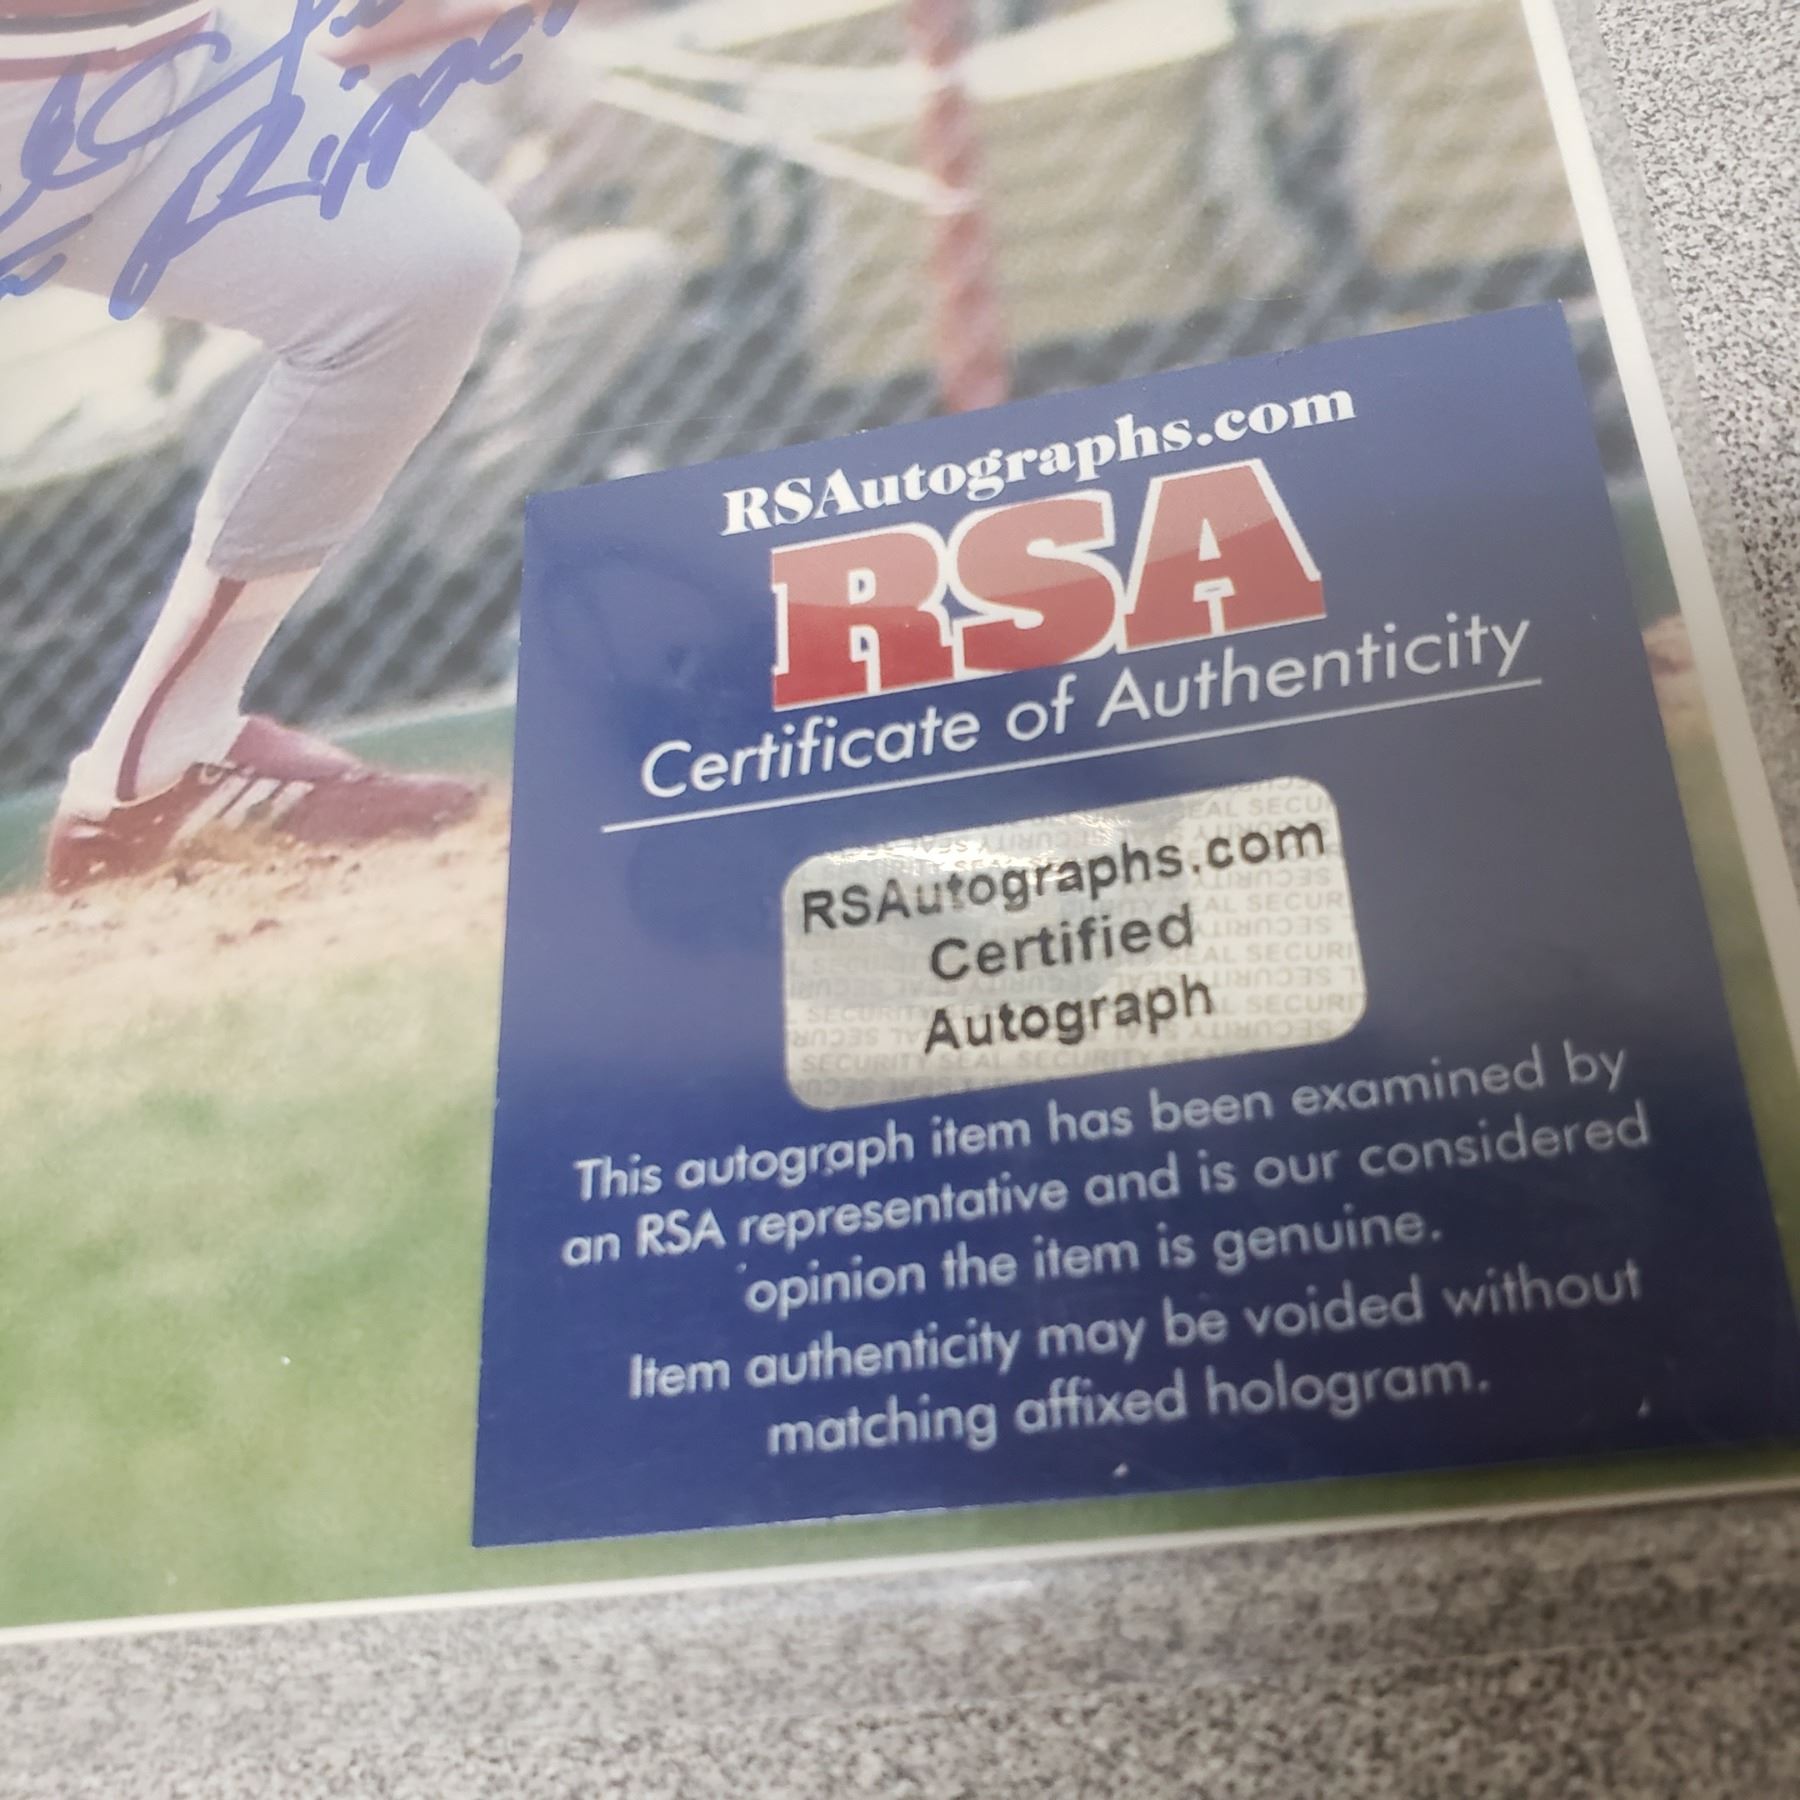 Ripper
RSAutographs.com
RSA
Certificate of Authenticity
RSAutographs.com
Certified
Autograph
This autograph item has been examined by
an RSA representative and is our considered
opinion the item is genuine.
Item authenticity may be voided without
matching affixed hologram.